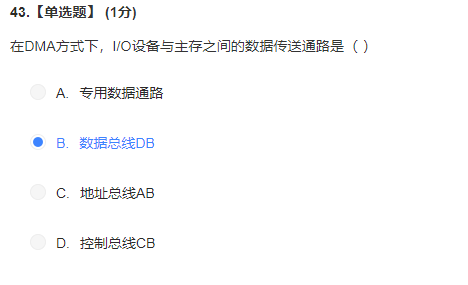 43.【单选题】 (1分)
在DMA方式下，I/O设备与主存之间的数据传送通路是（ ）
A. 专用数据通路
B. 数据总线DB
C. 地址总线AB
D. 控制总线CB